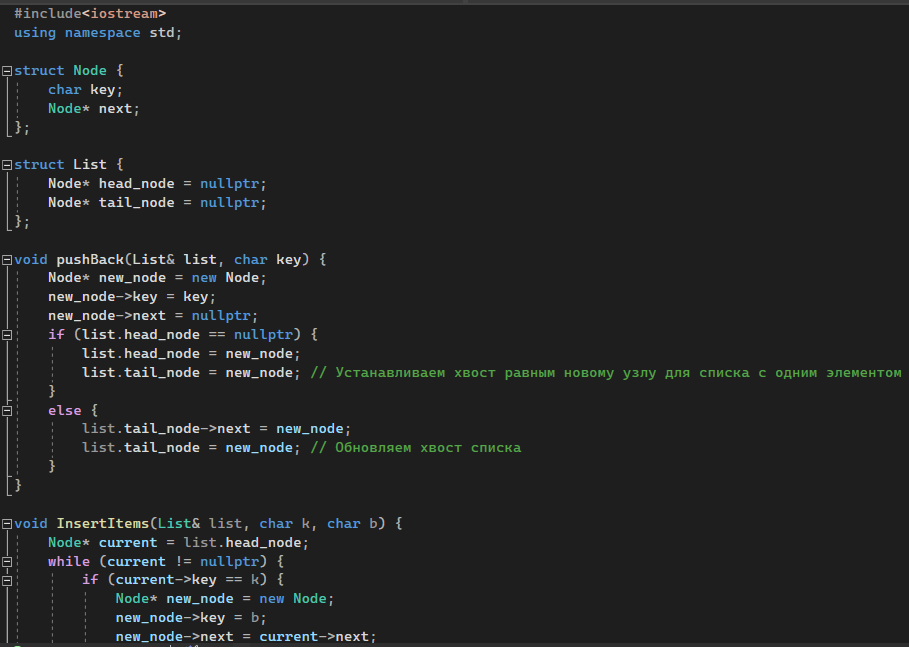 #include<iostream>
using namespace std;
struct Node {
char key;
Node* next;
};
struct List {
Node* head_node = nullptr;
Node* tail_node = nullptr;
};
void pushBack(List& list, char key) {
Node* new_node = new Node;
new_node->key = key;
new_node->next = nullptr;
if (list.head_node == nullptr) {
list.head_node = new_node;
list.tail_node = new_node; // Устанавливаем хвост равным новому узлу для списка с одним элементом
}
else {
list.tail_node->next = new_node;
list.tail_node = new_node; // Обновляем хвост списка
}
}
void InsertItems(List& list, char k, char b) {
Node* current = list.head_node;
while (current != nullptr) {
if (current->key == k) {
Node* new_node = new Node;
new_node->key = b;
new_node->next = current->next;